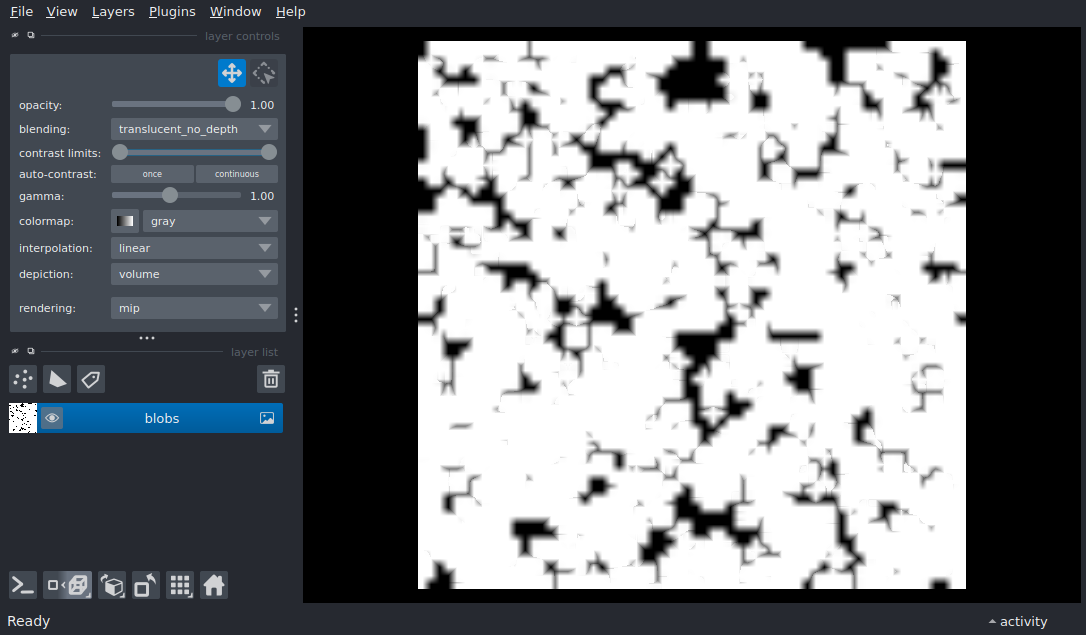 File View Layers Plugins Window Help
layer controls
opacity: 1.00
blending: translucent_no_depth
contrast limits:
auto-contrast: once continuous
gamma: 1.00
colormap: gray
interpolation: linear
depiction: volume
rendering: mip
layer list
blobs
Ready activity